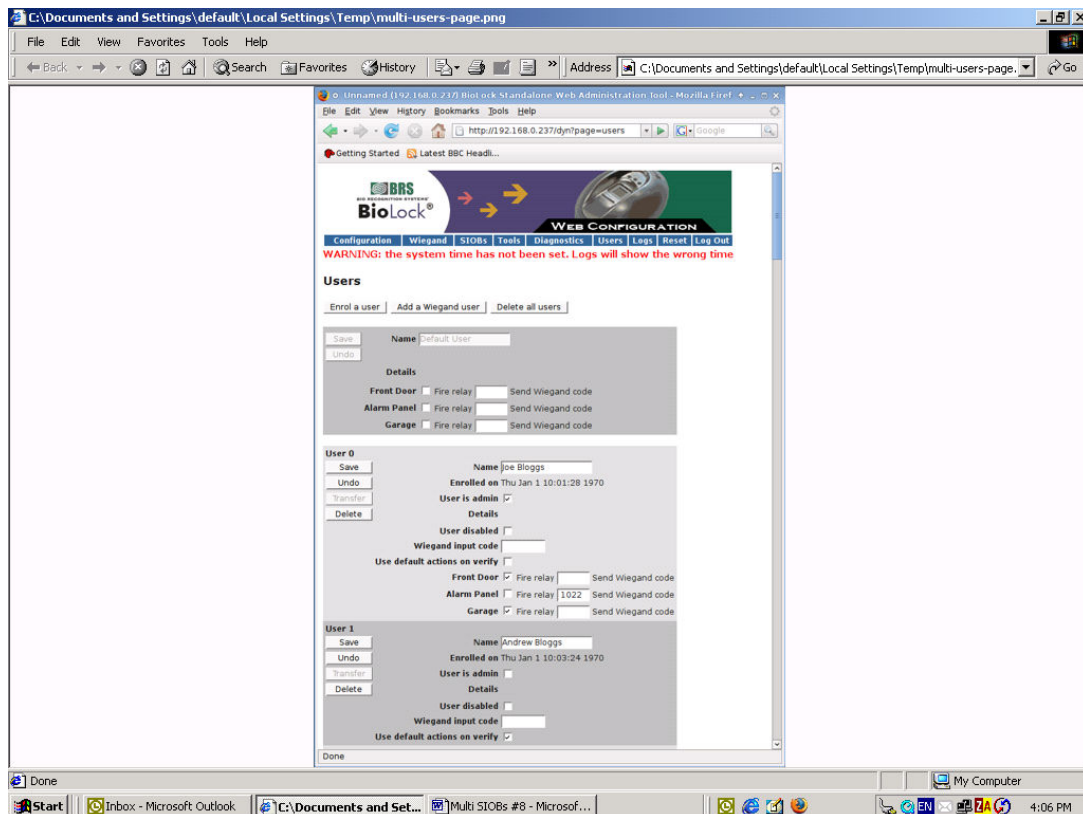 C:\Documents and Settings\default\Local Settings\Temp\multi-users-page.png
File Edit View Favorites Tools Help
Back Search Favorites History » Address C:\Documents and Settings\default\Local Settings\Temp\multi-users-page. Go
Unnamed (192.168.0.237) BioLock Standalone Web Administration Tool - Mozilla Firef
File Edit View History Bookmarks Tools Help
http://192.168.0.237/dyn?page=users Google
Getting Started Latest BBC Headli...
BRS
BIO RECOGNITION SYSTEMS
BioLock®
WEB CONFIGURATION
Configuration Wiegand SIOBs Tools Diagnostics Users Logs Reset Log Out
WARNING: the system time has not been set. Logs will show the wrong time
Users
Enrol a user Add a Wiegand user Delete all users
Save Name Default User
Undo
Details
Front Door Fire relay Send Wiegand code
Alarm Panel Fire relay Send Wiegand code
Garage Fire relay Send Wiegand code
User 0
Save Name Joe Bloggs
Undo Enrolled on Thu Jan 1 10:01:28 1970
Transfer User is admin
Delete Details
User disabled
Wiegand input code
Use default actions on verify
Front Door Fire relay Send Wiegand code
Alarm Panel Fire relay 1022 Send Wiegand code
Garage Fire relay Send Wiegand code
User 1
Save Name Andrew Bloggs
Undo Enrolled on Thu Jan 1 10:03:24 1970
Transfer User is admin
Delete Details
User disabled
Wiegand input code
Use default actions on verify
Done
Done My Computer
Start Inbox - Microsoft Outlook C:\Documents and Set... Multi SIOBs #8 - Microsof... EN ZA 4:06 PM